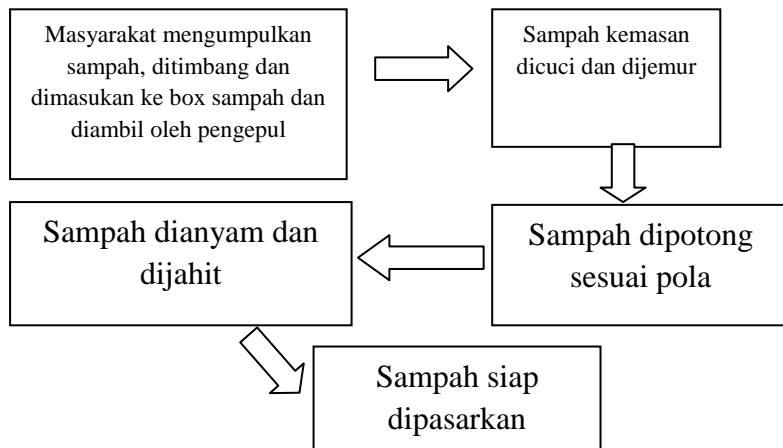 Masyarakat mengumpulkan
sampah, ditimbang dan
dimasukan ke box sampah dan
diambil oleh pengepul
Sampah kemasan
dicuci dan dijemur
Sampah dipotong
sesuai pola
Sampah dianyam dan
dijahit
Sampah siap
dipasarkan